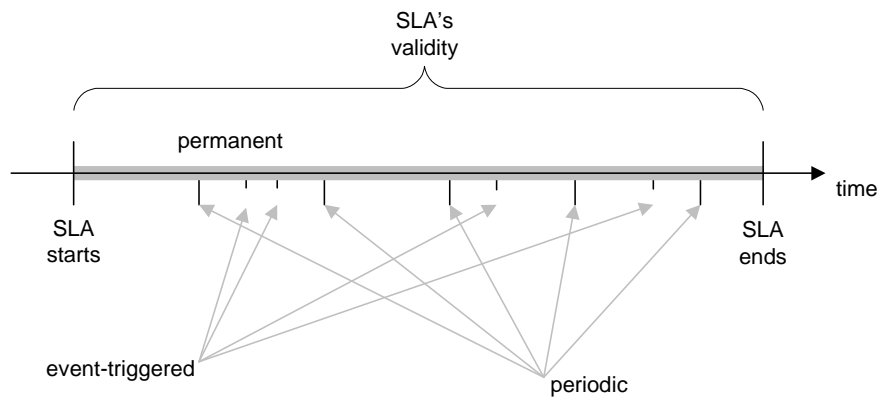 SLA’s
validity
permanent
time
SLA
starts
SLA
ends
event-triggered
periodic